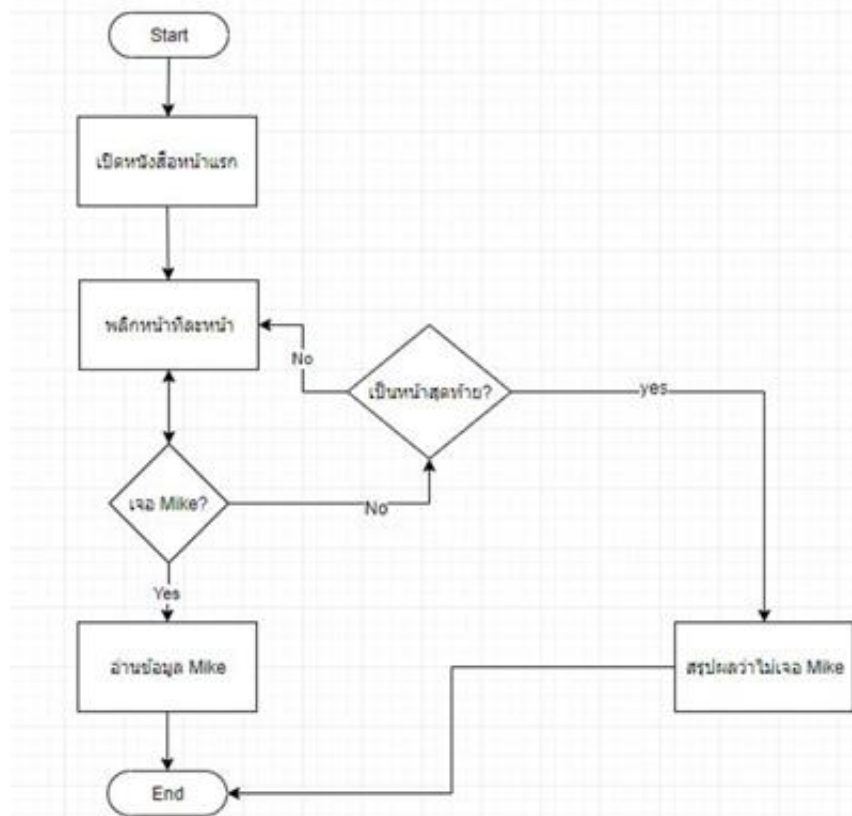 Start
เปิดหนังสือหน้าแรก
พลิกหน้าทีละหน้า
No
เป็นหน้าสุดท้าย?
yes
เจอ Mike?
No
Yes
อ่านข้อมูล Mike
สรุปผลว่าไม่เจอ Mike
End